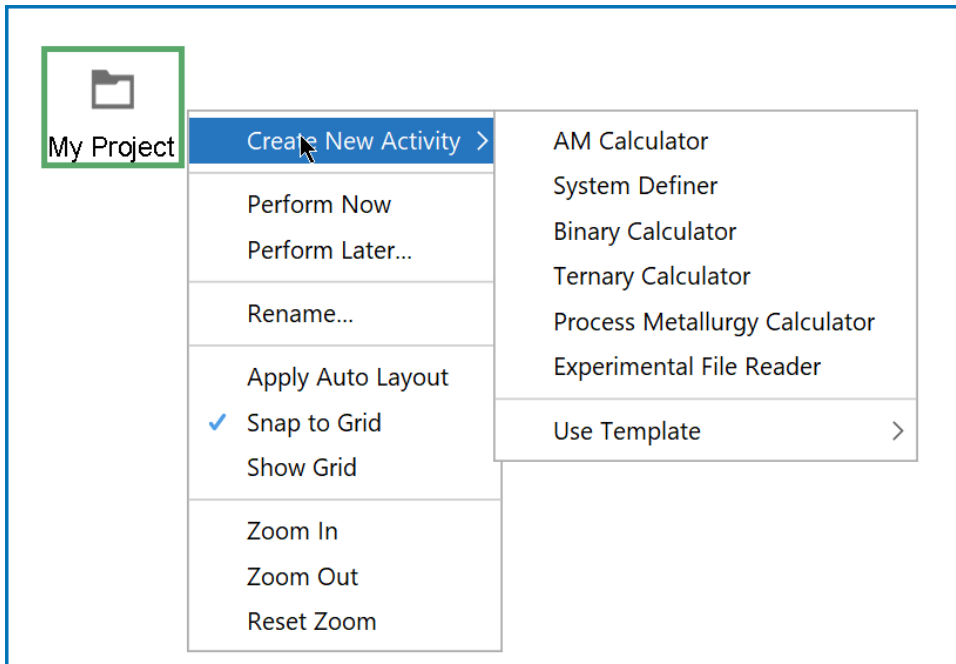 My Project
Create New Activity
Perform Now
Perform Later...
Rename...
Apply Auto Layout
Snap to Grid
Show Grid
Zoom In
Zoom Out
Reset Zoom
AM Calculator
System Definer
Binary Calculator
Ternary Calculator
Process Metallurgy Calculator
Experimental File Reader
Use Template